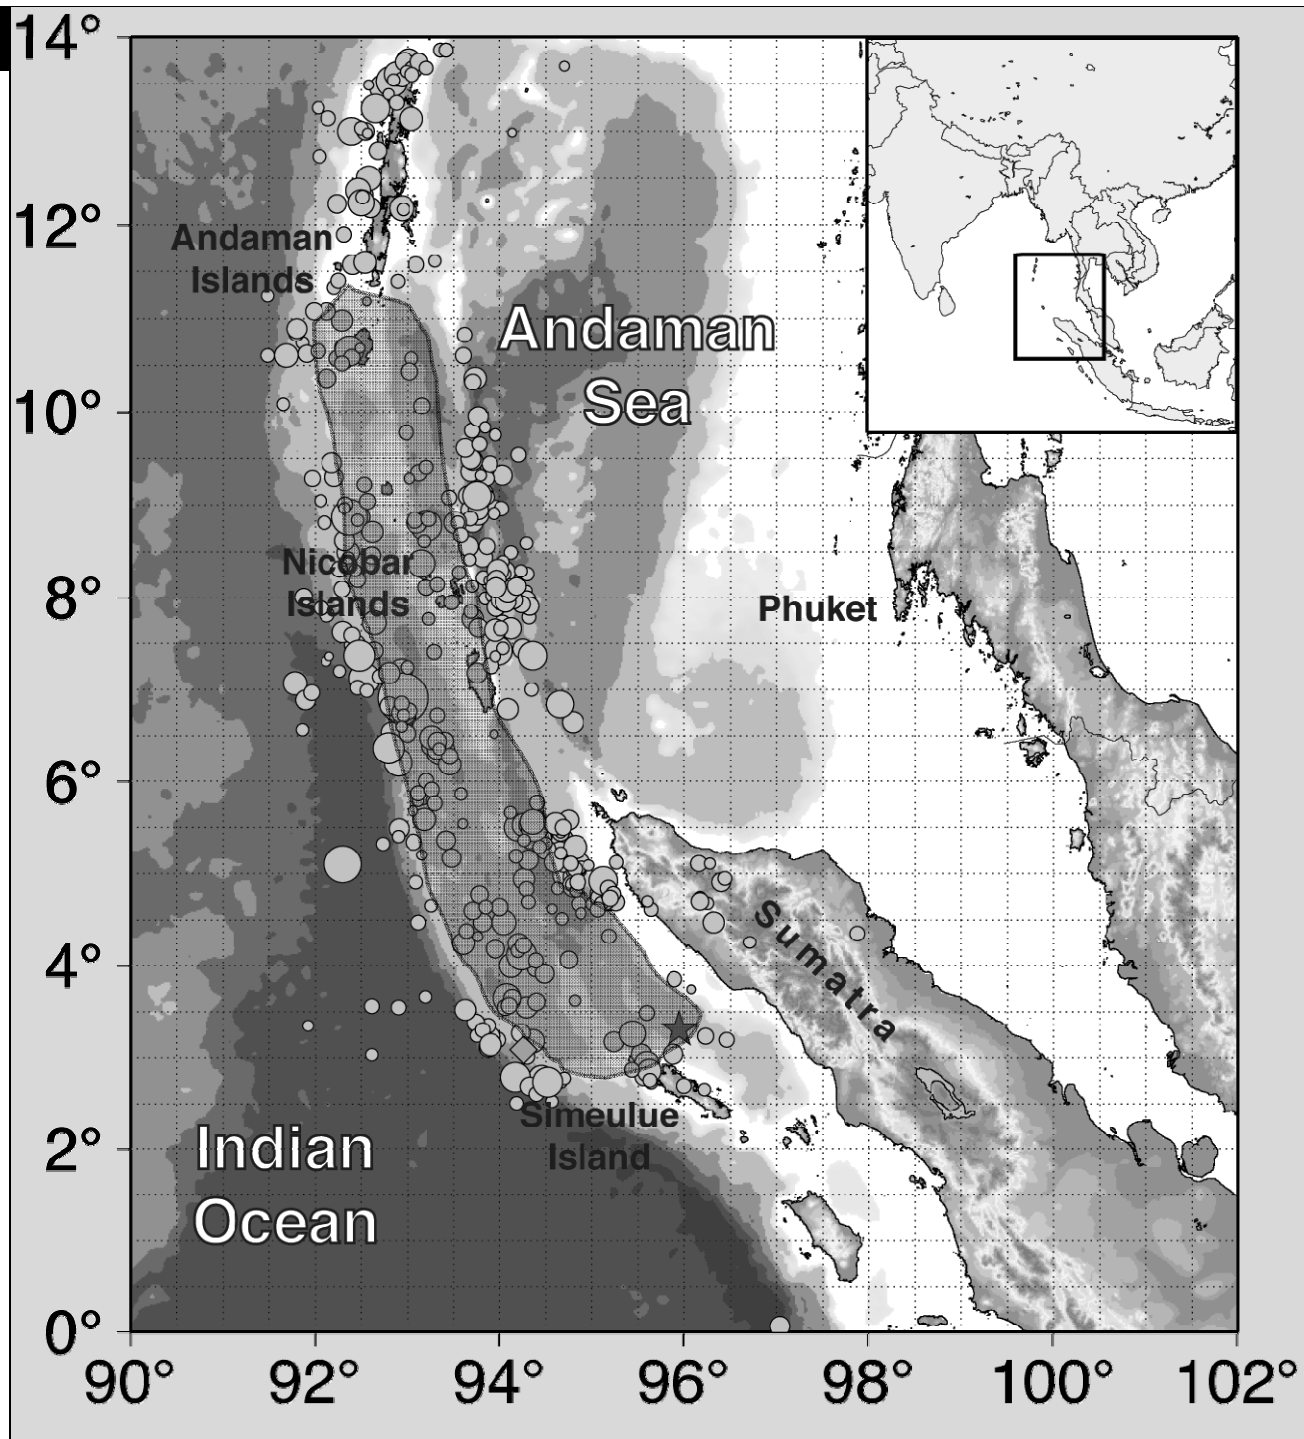 14°
12°
Andaman
Islands
Andaman
Sea
10°
Nicobar
Islands
8°
Phuket
6°
Sumatra
4°
Simeulue
Island
2°
Indian
Ocean
0°
90°
92°
94°
96°
98°
100°
102°